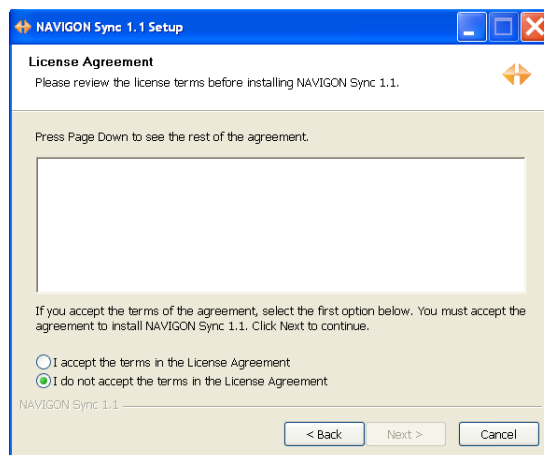 NAVIGON Sync 1.1 Setup
License Agreement
Please review the license terms before installing NAVIGON Sync 1.1.
Press Page Down to see the rest of the agreement.
If you accept the terms of the agreement, select the first option below. You must accept the
agreement to install NAVIGON Sync 1.1. Click Next to continue.
I accept the terms in the License Agreement
I do not accept the terms in the License Agreement
NAVIGON Sync 1.1
< Back Next > Cancel